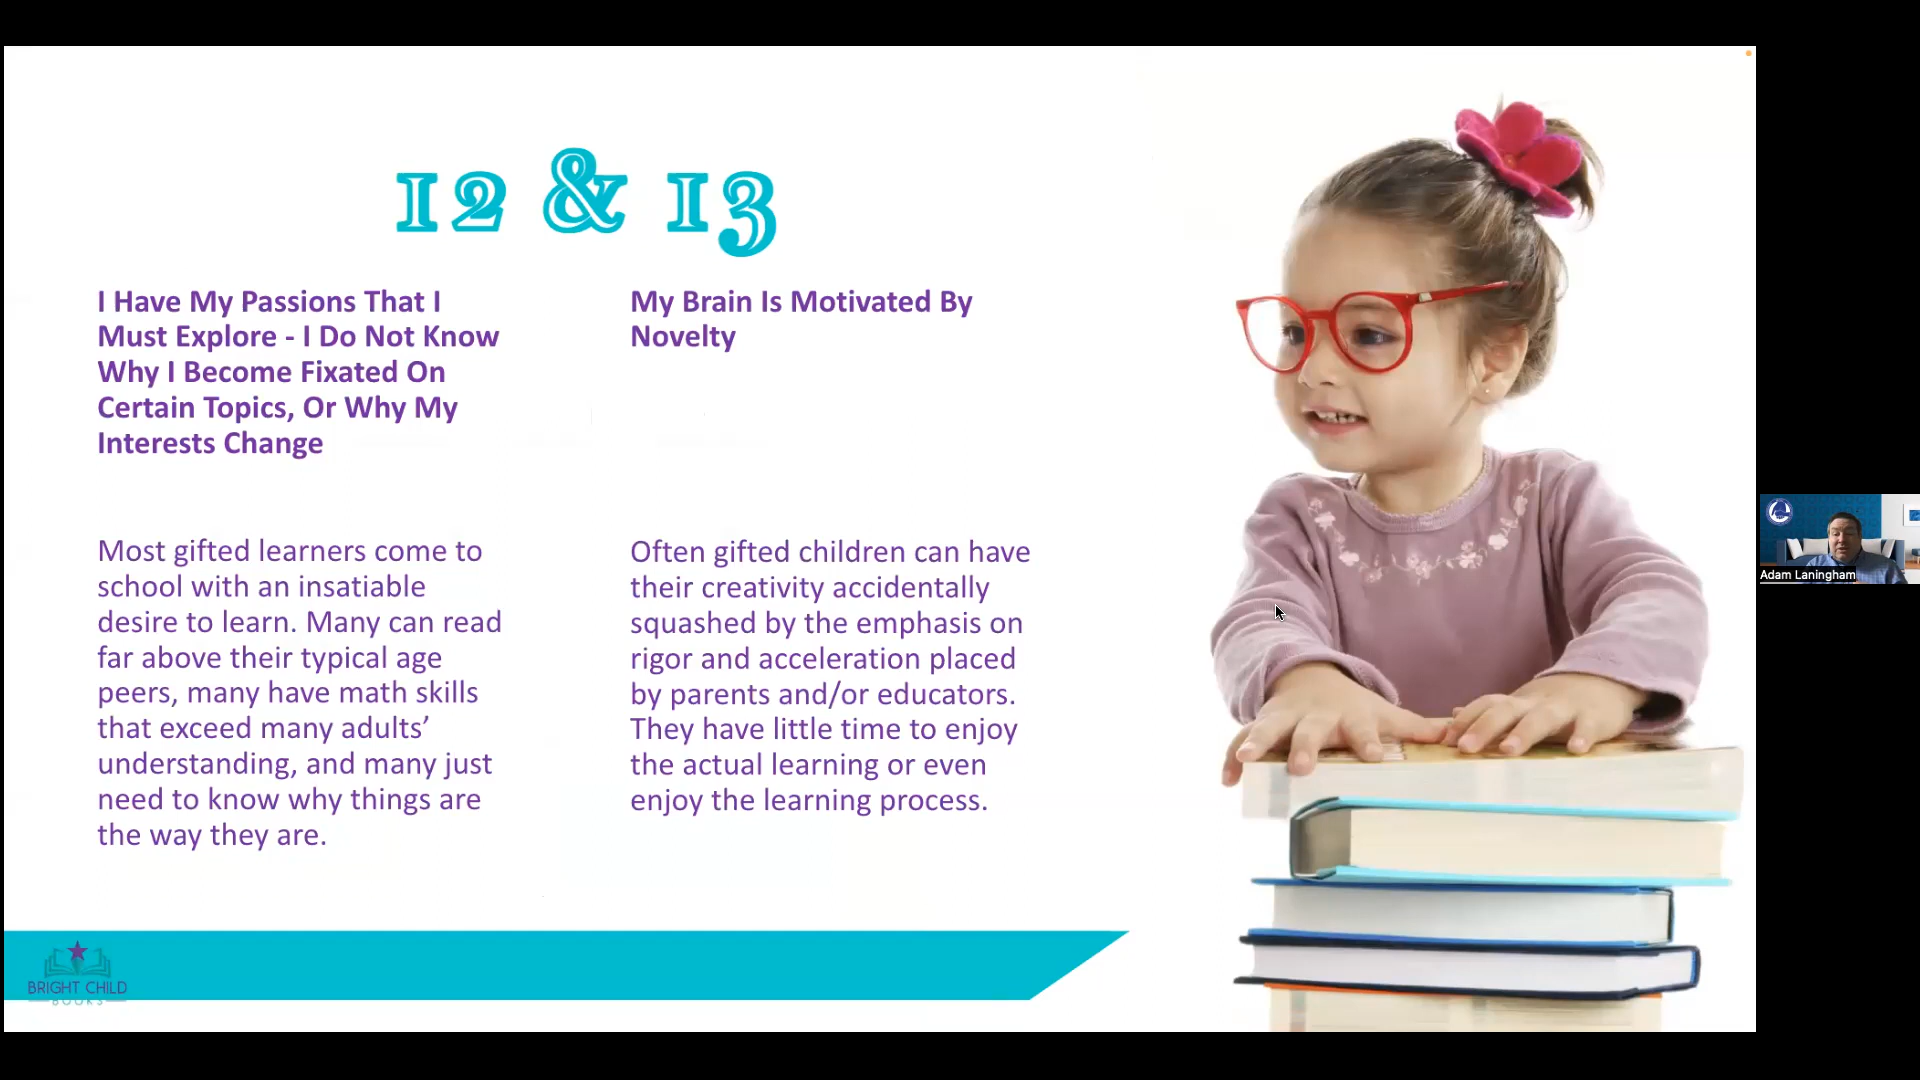 12 & 13
I Have My Passions That I
Must Explore - I Do Not Know
Why I Become Fixated On
Certain Topics, Or Why My
Interests Change
Most gifted learners come to
school with an insatiable
desire to learn. Many can read
far above their typical age
peers, many have math skills
that exceed many adults’
understanding, and many just
need to know why things are
the way they are.
My Brain Is Motivated By
Novelty
Often gifted children can have
their creativity accidentally
squashed by the emphasis on
rigor and acceleration placed
by parents and/or educators.
They have little time to enjoy
the actual learning or even
enjoy the learning process.
BRIGHT CHILD
BOOKS
Adam Laningham